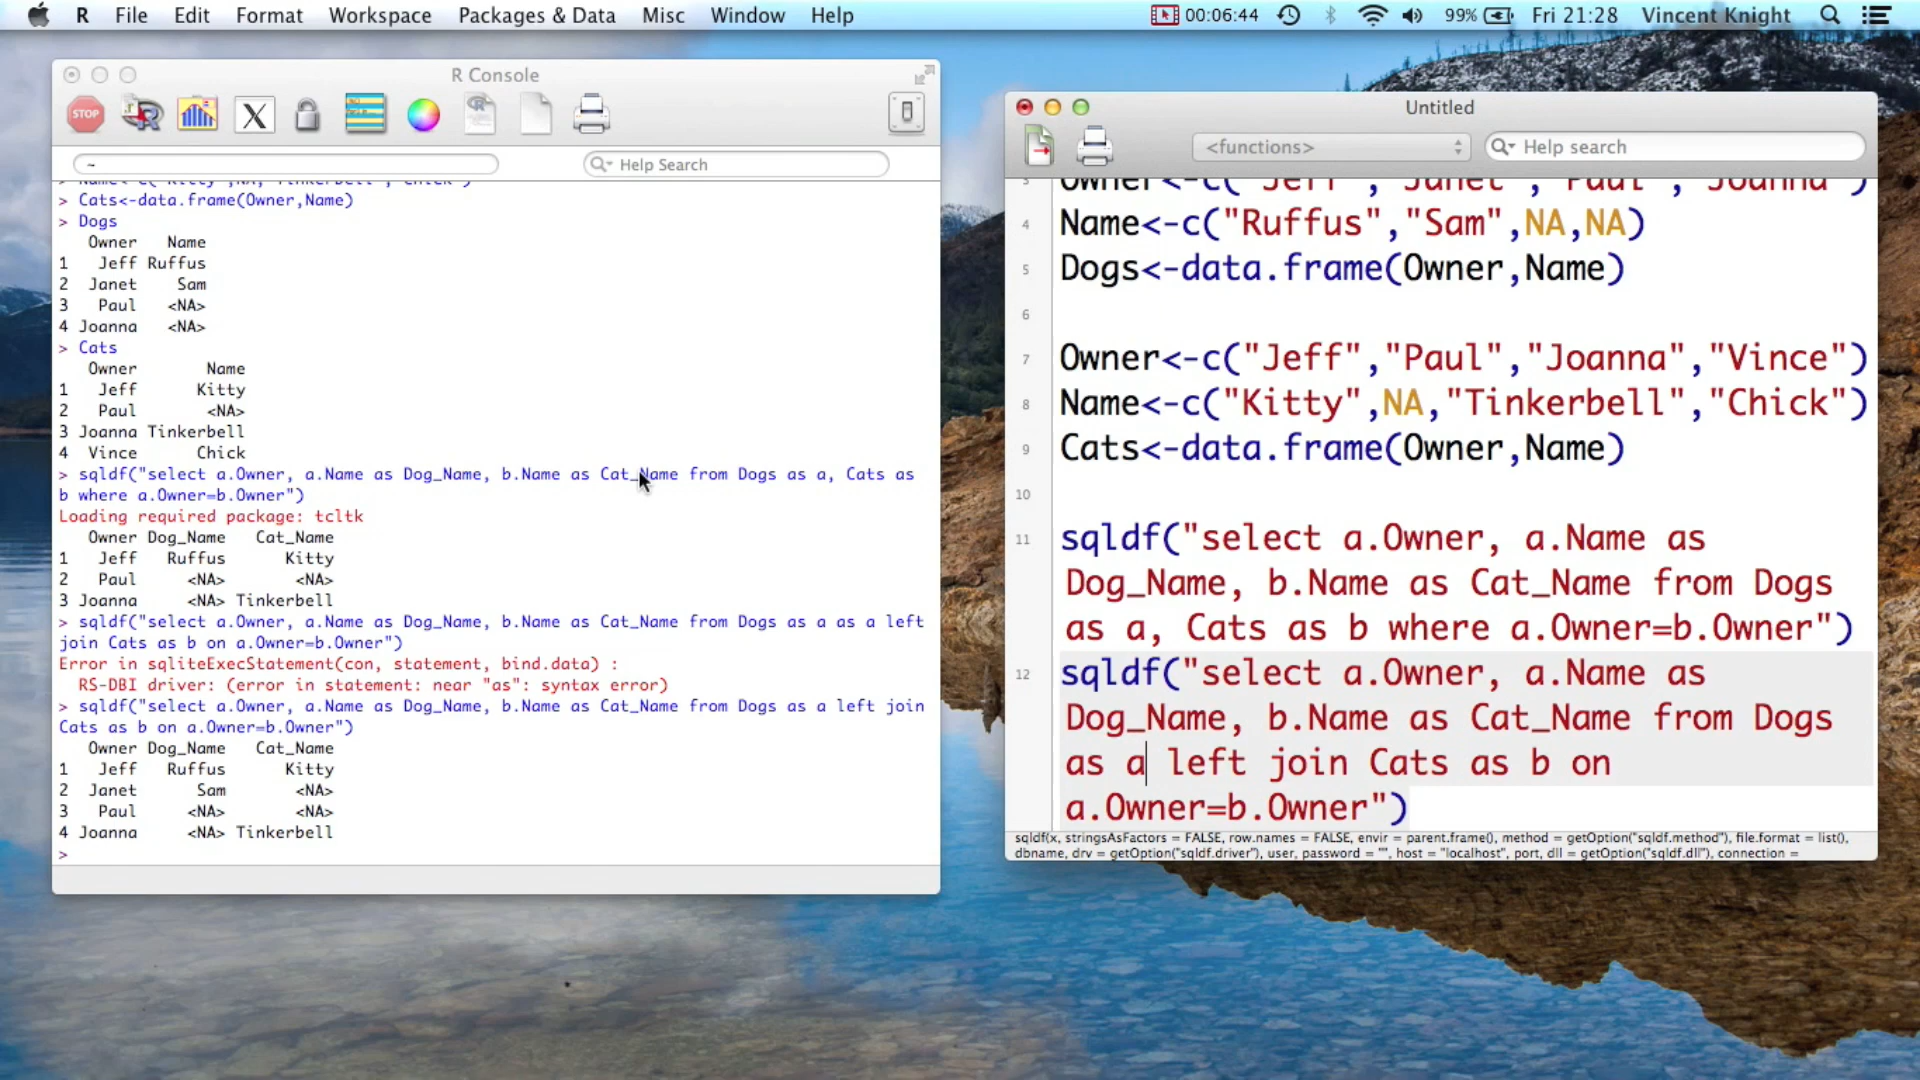 R File Edit Format Workspace Packages & Data Misc Window Help 00:06:44 99% Fri 21:28 Vincent Knight
R Console
STOP
~ Help Search
> Name<-c("Kitty",NA,"Tinkerbell","Chick")
> Cats<-data.frame(Owner,Name)
> Dogs
Owner Name
1 Jeff Ruffus
2 Janet Sam
3 Paul <NA>
4 Joanna <NA>
> Cats
Owner Name
1 Jeff Kitty
2 Paul <NA>
3 Joanna Tinkerbell
4 Vince Chick
> sqldf("select a.Owner, a.Name as Dog_Name, b.Name as Cat_Name from Dogs as a, Cats as
b where a.Owner=b.Owner")
Loading required package: tcltk
Owner Dog_Name Cat_Name
1 Jeff Ruffus Kitty
2 Paul <NA> <NA>
3 Joanna <NA> Tinkerbell
> sqldf("select a.Owner, a.Name as Dog_Name, b.Name as Cat_Name from Dogs as a as a left
join Cats as b on a.Owner=b.Owner")
Error in sqliteExecStatement(con, statement, bind.data) :
RS-DBI driver: (error in statement: near "as": syntax error)
> sqldf("select a.Owner, a.Name as Dog_Name, b.Name as Cat_Name from Dogs as a left join
Cats as b on a.Owner=b.Owner")
Owner Dog_Name Cat_Name
1 Jeff Ruffus Kitty
2 Janet Sam <NA>
3 Paul <NA> <NA>
4 Joanna <NA> Tinkerbell
>
Untitled
<functions> Help search
3 Owner<-c("Jeff","Janet","Paul","Joanna")
4 Name<-c("Ruffus","Sam",NA,NA)
5 Dogs<-data.frame(Owner,Name)
6
7 Owner<-c("Jeff","Paul","Joanna","Vince")
8 Name<-c("Kitty",NA,"Tinkerbell","Chick")
9 Cats<-data.frame(Owner,Name)
10
11 sqldf("select a.Owner, a.Name as
Dog_Name, b.Name as Cat_Name from Dogs
as a, Cats as b where a.Owner=b.Owner")
12 sqldf("select a.Owner, a.Name as
Dog_Name, b.Name as Cat_Name from Dogs
as a left join Cats as b on
a.Owner=b.Owner")
sqldf(x, stringsAsFactors = FALSE, row.names = FALSE, envir = parent.frame(), method = getOption("sqldf.method"), file.format = list(),
dbname, drv = getOption("sqldf.driver"), user, password = "", host = "localhost", port, dll = getOption("sqldf.dll"), connection =